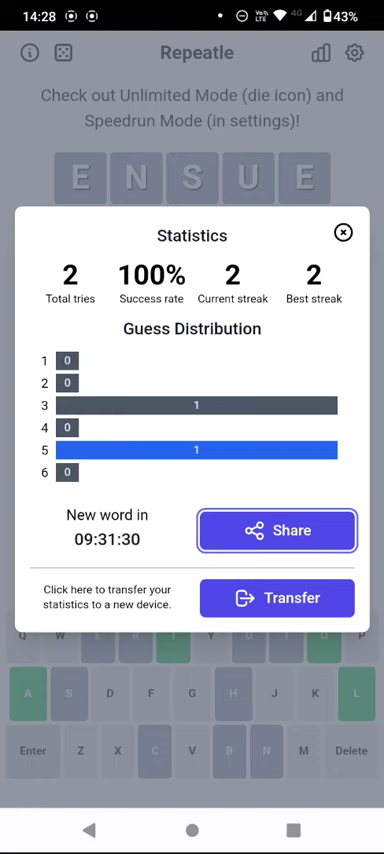 14:28 Vo) LTE 4G 43%
Repeatle
Check out Unlimited Mode (die icon) and
Speedrun Mode (in settings)!
E N S U E
Statistics
2 100% 2 2
Total tries Success rate Current streak Best streak
Guess Distribution
1 0
2 0
3 1
4 0
5 1
6 0
New word in
09:31:30
Share
Click here to transfer your
statistics to a new device.
Transfer
Q W E R T Y U I O P
A S D F G H J K L
Enter Z X C V B N M Delete